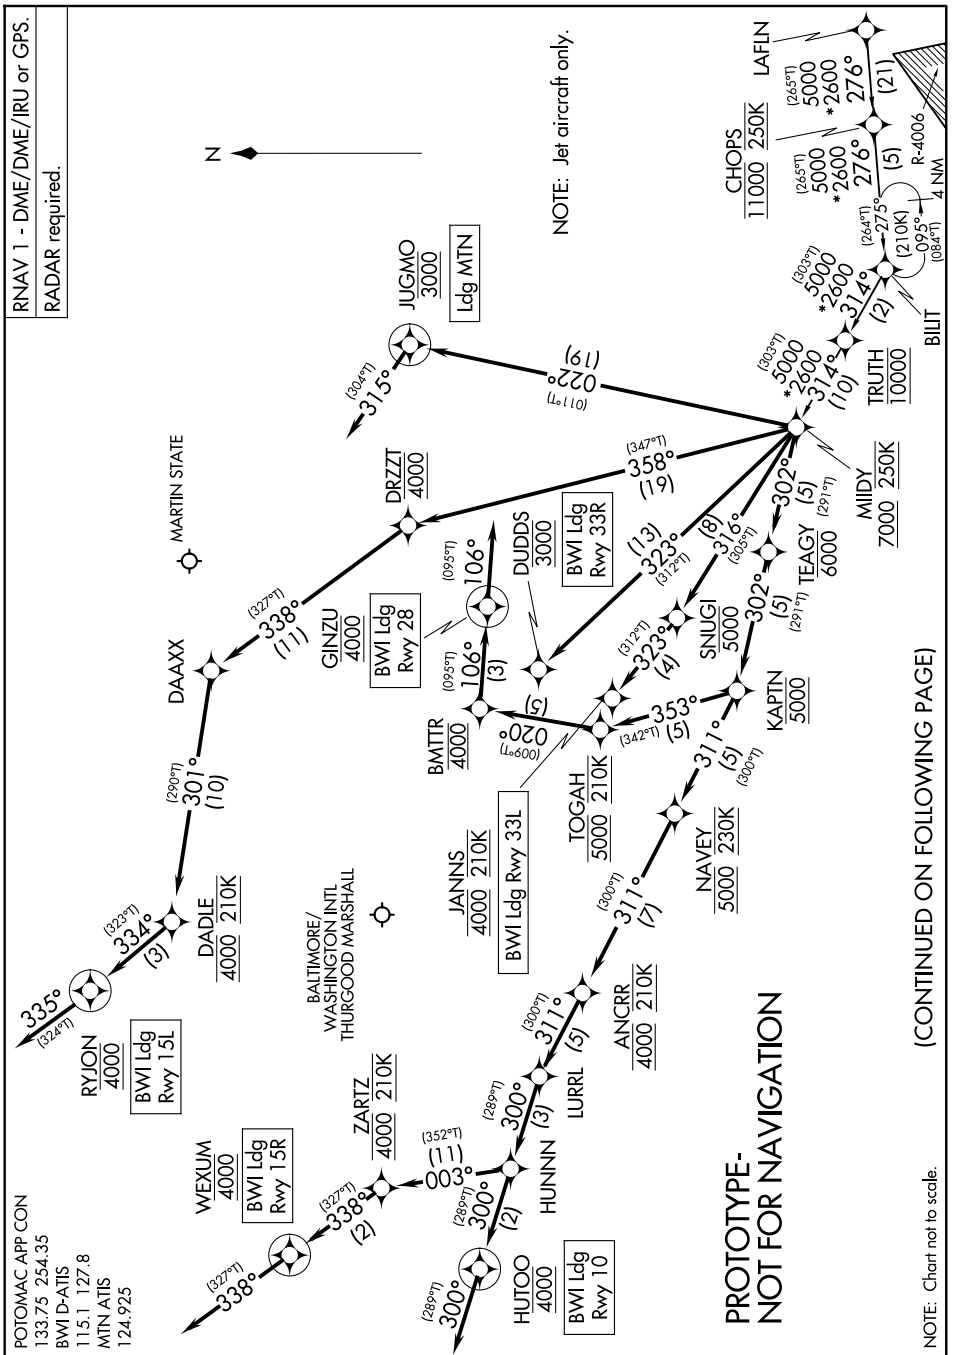 RNAV 1 - DME/DME/IRU or GPS.
RADAR required.
POTOMAC APP CON
133.75 254.35
BWI D-ATIS
115.1 127.8
MTN ATIS
124.925
N
NOTE: Jet aircraft only.
335°
(324°T)
RYJON
4000
BWI Ldg
Rwy 15L
(323°T)
334°
(3)
DADLE
4000 210K
(290°T)
301°
(10)
DAAXX
(327°T)
338°
(11)
MARTIN STATE
DRZZT
4000
(304°T)
315°
JUGMO
3000
Ldg MTN
(19)
022°
(011°T)
(347°T)
358°
(19)
BALTIMORE/
WASHINGTON INTL
THURGOOD MARSHALL
WEXUM
4000
BWI Ldg
Rwy 15R
(327°T)
338°
(327°T)
338°
(2)
ZARTZ
4000 210K
(352°T)
(11)
003°
GINZU
4000
BWI Ldg
Rwy 28
(095°T)
106°
(095°T)
106°
(3)
BMTTR
4000
(5)
020°
(009°T)
DUDDS
3000
BWI Ldg
Rwy 33R
(13)
323°
(312°T)
(8)
316°
(305°T)
JANNS
4000 210K
BWI Ldg Rwy 33L
(312°T)
323°
(4)
SNUGI
5000
TOGAH
5000 210K
353°
(342°T)
(5)
302°
(5)
(291°T)
TEAGY
6000
302°
(5)
(291°T)
KAPTN
5000
311°
(5)
(300°T)
NAVEY
5000 230K
(300°T)
311°
(7)
ANCRR
4000 210K
(300°T)
311°
(5)
LURRL
(289°T)
300°
(3)
HUNNN
(289°T)
300°
(2)
HUTOO
4000
BWI Ldg
Rwy 10
(289°T)
300°
MIIDY
7000 250K
(303°T)
5000
*2600
314°
(10)
TRUTH
10000
(303°T)
5000
*2600
314°
(2)
BILIT
(264°T)
275°
(210K)
095°
(084°T)
4 NM
CHOPS
11000 250K
(265°T)
5000
*2600
276°
(5)
LAFLN
(265°T)
5000
*2600
276°
(21)
R-4006
PROTOTYPE-
NOT FOR NAVIGATION
(CONTINUED ON FOLLOWING PAGE)
NOTE: Chart not to scale.